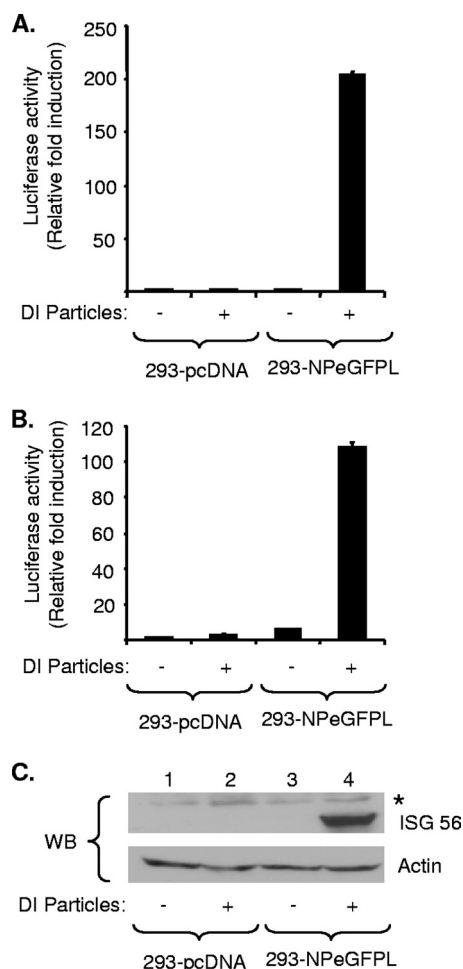 A.
Luciferase activity
(Relative fold induction)
250
200
150
100
50
DI Particles: - + - +
293-pcDNA 293-NPeGFPL
B.
Luciferase activity
(Relative fold induction)
120
100
80
60
40
20
DI Particles: - + - +
293-pcDNA 293-NPeGFPL
C.
1 2 3 4
*
WB
ISG 56
Actin
DI Particles: - + - +
293-pcDNA 293-NPeGFPL